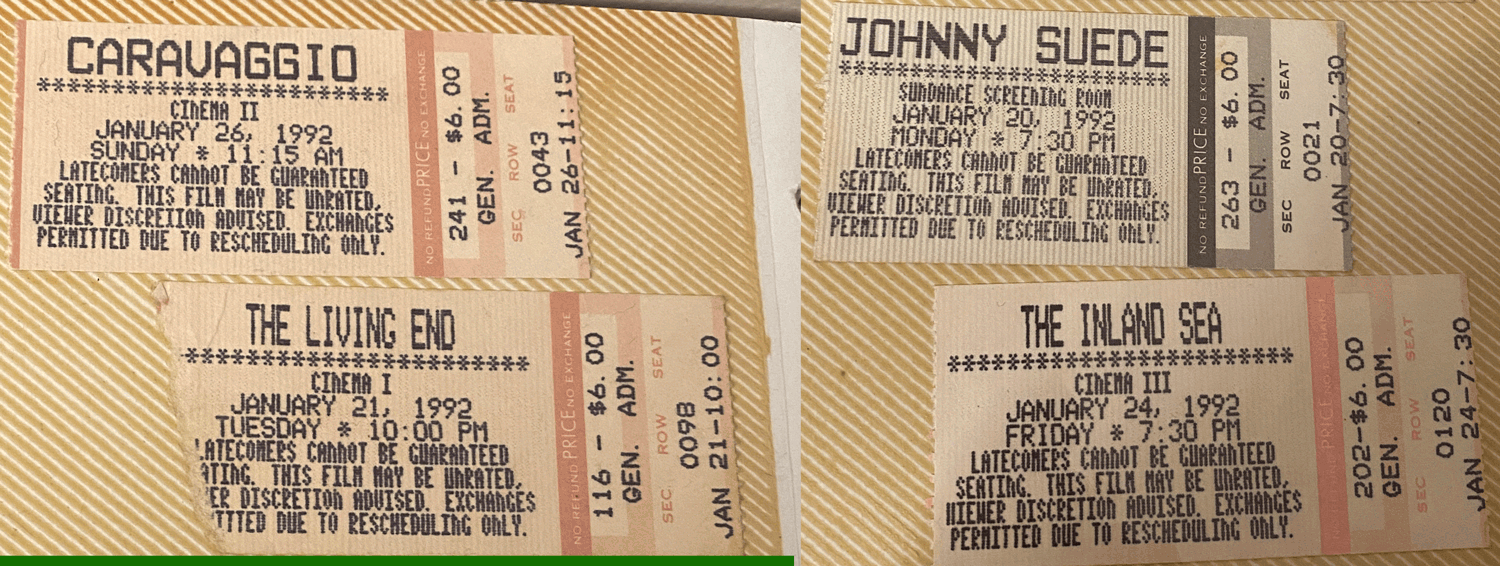 CARAVAGGIO
************************
CINEMA II
JANUARY 26, 1992
SUNDAY * 11:15 AM
LATECOMERS CANNOT BE GUARANTEED
SEATING. THIS FILM MAY BE UNRATED,
VIEWER DISCRETION ADVISED. EXCHANGES
PERMITTED DUE TO RESCHEDULING ONLY.
NO REFUND PRICE NO EXCHANGE
241 - $6.00
GEN. ADM.
SEC ROW SEAT
0043
JAN 26-11:15
JOHNNY SUEDE
************************
SUNDANCE SCREENING ROOM
JANUARY 20, 1992
MONDAY * 7:30 PM
LATECOMERS CANNOT BE GUARANTEED
SEATING. THIS FILM MAY BE UNRATED,
VIEWER DISCRETION ADVISED. EXCHANGES
PERMITTED DUE TO RESCHEDULING ONLY.
NO REFUND PRICE NO EXCHANGE
263 - $6.00
GEN. ADM.
SEC ROW SEAT
0021
JAN 20-7:30
THE LIVING END
************************
CINEMA I
JANUARY 21, 1992
TUESDAY * 10:00 PM
LATECOMERS CANNOT BE GUARANTEED
ATING. THIS FILM MAY BE UNRATED,
ER DISCRETION ADVISED. EXCHANGES
TTED DUE TO RESCHEDULING ONLY.
NO REFUND PRICE NO EXCHANGE
116 - $6.00
GEN. ADM.
SEC ROW SEAT
0098
JAN 21-10:00
THE INLAND SEA
************************
CINEMA III
JANUARY 24, 1992
FRIDAY * 7:30 PM
LATECOMERS CANNOT BE GUARANTEED
SEATING. THIS FILM MAY BE UNRATED,
VIEWER DISCRETION ADVISED. EXCHANGES
PERMITTED DUE TO RESCHEDULING ONLY.
NO REFUND PRICE NO EXCHANGE
202-$6.00
GEN. ADM.
SEC ROW SEAT
0120
JAN 24-7:30